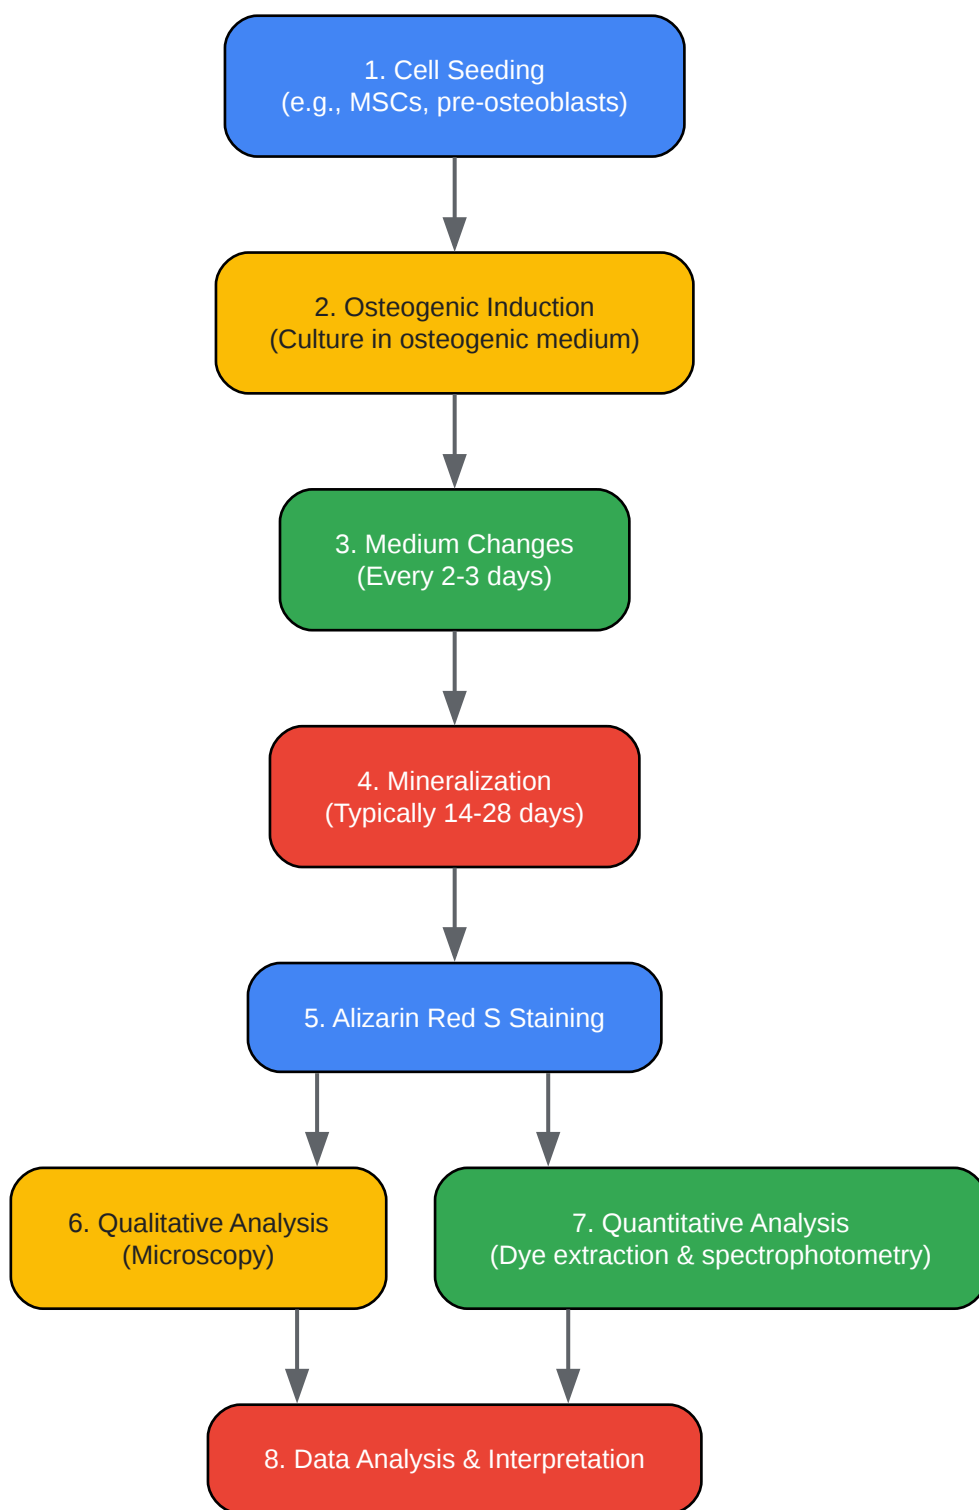 1. Cell Seeding
(e.g., MSCs, pre-osteoblasts)
2. Osteogenic Induction
(Culture in osteogenic medium)
3. Medium Changes
(Every 2-3 days)
4. Mineralization
(Typically 14-28 days)
5. Alizarin Red S Staining
6. Qualitative Analysis
(Microscopy)
7. Quantitative Analysis
(Dye extraction & spectrophotometry)
8. Data Analysis & Interpretation